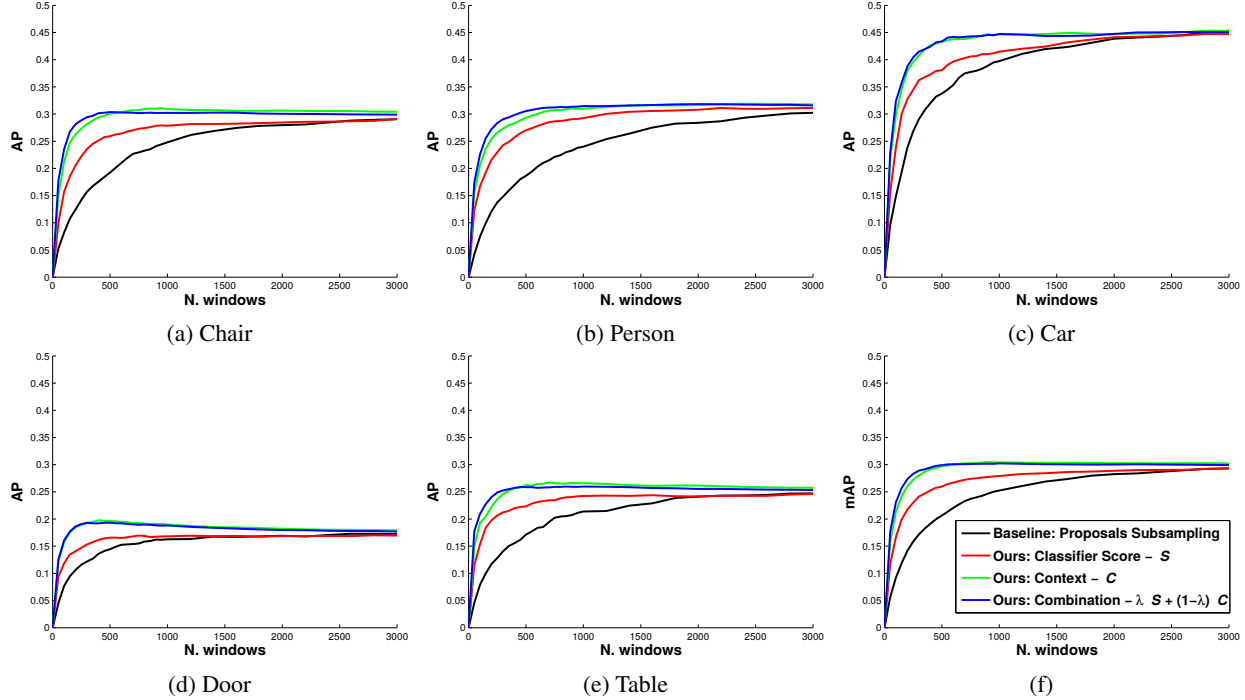 0.5
0.45
0.4
0.35
0.3
0.25
0.2
0.15
0.1
0.05
0
AP
0 500 1000 1500 2000 2500 3000
N. windows
(a) Chair
0.5
0.45
0.4
0.35
0.3
0.25
0.2
0.15
0.1
0.05
0
AP
0 500 1000 1500 2000 2500 3000
N. windows
(b) Person
0.5
0.45
0.4
0.35
0.3
0.25
0.2
0.15
0.1
0.05
0
AP
0 500 1000 1500 2000 2500 3000
N. windows
(c) Car
0.5
0.45
0.4
0.35
0.3
0.25
0.2
0.15
0.1
0.05
0
AP
0 500 1000 1500 2000 2500 3000
N. windows
(d) Door
0.5
0.45
0.4
0.35
0.3
0.25
0.2
0.15
0.1
0.05
0
AP
0 500 1000 1500 2000 2500 3000
N. windows
(e) Table
0.5
0.45
0.4
0.35
0.3
0.25
0.2
0.15
0.1
0.05
0
mAP
Baseline: Proposals Subsampling
Ours: Classifier Score – S
Ours: Context – C
Ours: Combination – λ S + (1–λ) C
0 500 1000 1500 2000 2500 3000
N. windows
(f)